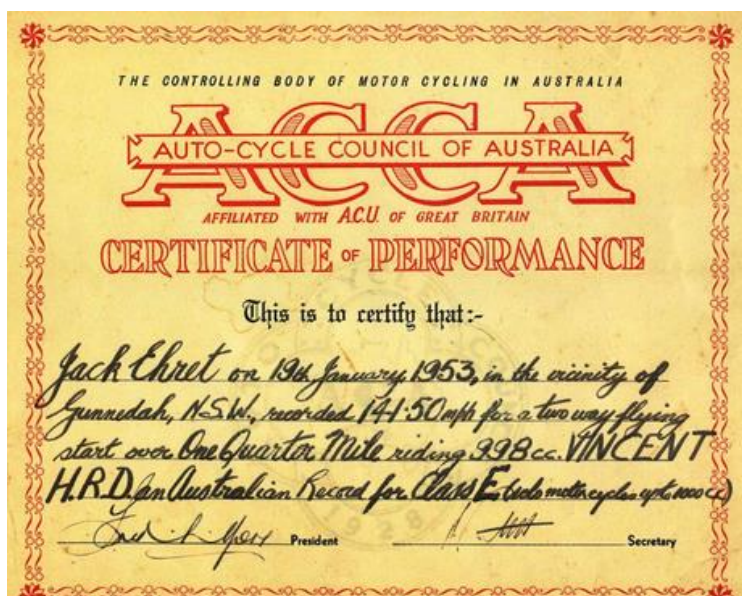 THE CONTROLLING BODY OF MOTOR CYCLING IN AUSTRALIA
ACCA
AUTO-CYCLE COUNCIL OF AUSTRALIA
AFFILIATED WITH A.C.U. OF GREAT BRITAIN
CERTIFICATE OF PERFORMANCE
This is to certify that:-
Jack Ehret on 19th January, 1953, in the vicinity of
Gunnedah, N.S.W., recorded 141·50 mph for a two way flying
start over One Quarter Mile riding 998 cc. VINCENT
H.R.D. (an Australian Record for Class E (solo motor cycles up to 1000 cc)
President Secretary
1928